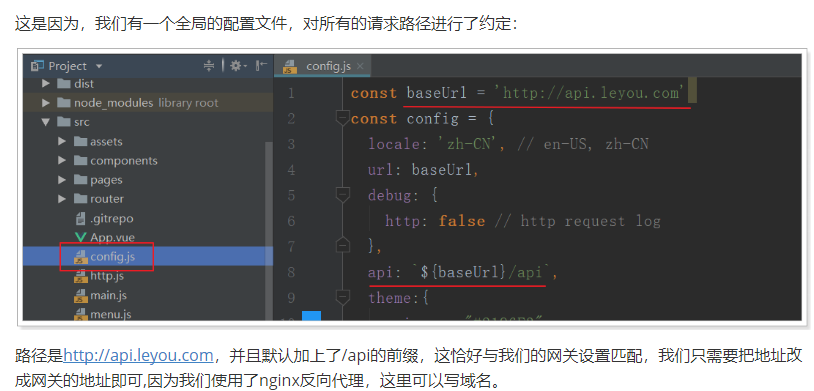 这是因为，我们有一个全局的配置文件，对所有的请求路径进行了约定：
Project
config.js
dist
node_modules library root
src
assets
components
pages
router
.gitrepo
App.vue
config.js
http.js
main.js
menu.js
1 const baseUrl = 'http://api.leyou.com'
2 const config = {
3 locale: 'zh-CN', // en-US, zh-CN
4 url: baseUrl,
5 debug: {
6 http: false // http request log
7 },
8 api: `${baseUrl}/api`,
9 theme:{
路径是http://api.leyou.com，并且默认加上了/api的前缀，这恰好与我们的网关设置匹配，我们只需要把地址改
成网关的地址即可,因为我们使用了nginx反向代理，这里可以写域名。